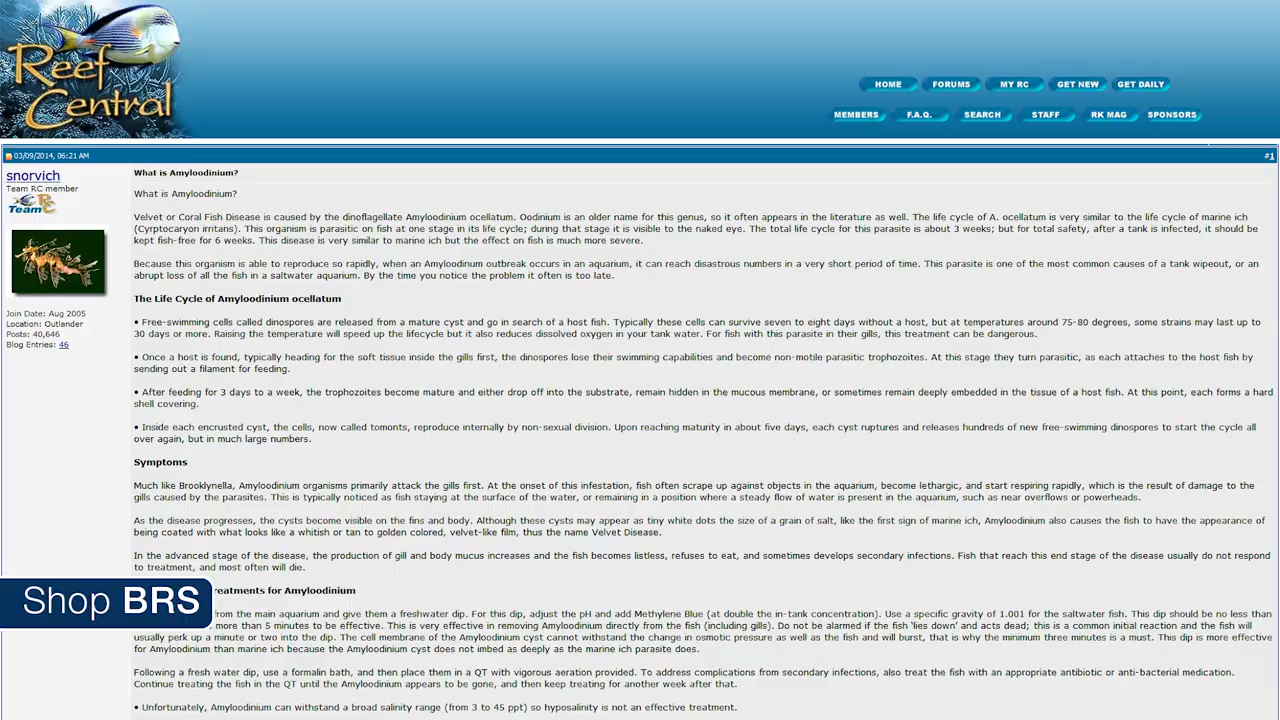 Reef
Central
HOME FORUMS MY RC GET NEW GET DAILY
MEMBERS F.A.Q. SEARCH STAFF RK MAG SPONSORS
03/09/2014, 06:21 AM
#1
snorvich
Team RC member
Team RC
Join Date: Aug 2005
Location: Outlander
Posts: 40,646
Blog Entries: 46
What is Amyloodinium?
What is Amyloodinium?
Velvet or Coral Fish Disease is caused by the dinoflagellate Amyloodinium ocellatum. Oodinium is an older name for this genus, so it often appears in the literature as well. The life cycle of A. ocellatum is very similar to the life cycle of marine ich
(Cyrptocaryon irritans). This organism is parasitic on fish at one stage in its life cycle; during that stage it is visible to the naked eye. The total life cycle for this parasite is about 3 weeks; but for total safety, after a tank is infected, it should be
kept fish-free for 6 weeks. This disease is very similar to marine ich but the effect on fish is much more severe.
Because this organism is able to reproduce so rapidly, when an Amyloodinum outbreak occurs in an aquarium, it can reach disastrous numbers in a very short period of time. This parasite is one of the most common causes of a tank wipeout, or an
abrupt loss of all the fish in a saltwater aquarium. By the time you notice the problem it often is too late.
The Life Cycle of Amyloodinium ocellatum
• Free-swimming cells called dinospores are released from a mature cyst and go in search of a host fish. Typically these cells can survive seven to eight days without a host, but at temperatures around 75-80 degrees, some strains may last up to
30 days or more. Raising the temperature will speed up the lifecycle but it also reduces dissolved oxygen in your tank water. For fish with this parasite in their gills, this treatment can be dangerous.
• Once a host is found, typically heading for the soft tissue inside the gills first, the dinospores lose their swimming capabilities and become non-motile parasitic trophozoites. At this stage they turn parasitic, as each attaches to the host fish by
sending out a filament for feeding.
• After feeding for 3 days to a week, the trophozoites become mature and either drop off into the substrate, remain hidden in the mucous membrane, or sometimes remain deeply embedded in the tissue of a host fish. At this point, each forms a hard
shell covering.
• Inside each encrusted cyst, the cells, now called tomonts, reproduce internally by non-sexual division. Upon reaching maturity in about five days, each cyst ruptures and releases hundreds of new free-swimming dinospores to start the cycle all
over again, but in much large numbers.
Symptoms
Much like Brooklynella, Amyloodinium organisms primarily attack the gills first. At the onset of this infestation, fish often scrape up against objects in the aquarium, become lethargic, and start respiring rapidly, which is the result of damage to the
gills caused by the parasites. This is typically noticed as fish staying at the surface of the water, or remaining in a position where a steady flow of water is present in the aquarium, such as near overflows or powerheads.
As the disease progresses, the cysts become visible on the fins and body. Although these cysts may appear as tiny white dots the size of a grain of salt, like the first sign of marine ich, Amyloodinium also causes the fish to have the appearance of
being coated with what looks like a whitish or tan to golden colored, velvet-like film, thus the name Velvet Disease.
In the advanced stage of the disease, the production of gill and body mucus increases and the fish becomes listless, refuses to eat, and sometimes develops secondary infections. Fish that reach this end stage of the disease usually do not respond
to treatment, and most often will die.
reatments for Amyloodinium
Shop BRS
from the main aquarium and give them a freshwater dip. For this dip, adjust the pH and add Methylene Blue (at double the in-tank concentration). Use a specific gravity of 1.001 for the saltwater fish. This dip should be no less than
more than 5 minutes to be effective. This is very effective in removing Amyloodinium directly from the fish (including gills). Do not be alarmed if the fish 'lies down' and acts dead; this is a common initial reaction and the fish will
usually perk up a minute or two into the dip. The cell membrane of the Amyloodinium cyst cannot withstand the change in osmotic pressure as well as the fish and will burst, that is why the minimum three minutes is a must. This dip is more effective
for Amyloodinium than marine ich because the Amyloodinium cyst does not imbed as deeply as the marine ich parasite does.
Following a fresh water dip, use a formalin bath, and then place them in a QT with vigorous aeration provided. To address complications from secondary infections, also treat the fish with an appropriate antibiotic or anti-bacterial medication.
Continue treating the fish in the QT until the Amyloodinium appears to be gone, and then keep treating for another week after that.
• Unfortunately, Amyloodinium can withstand a broad salinity range (from 3 to 45 ppt) so hyposalinity is not an effective treatment.